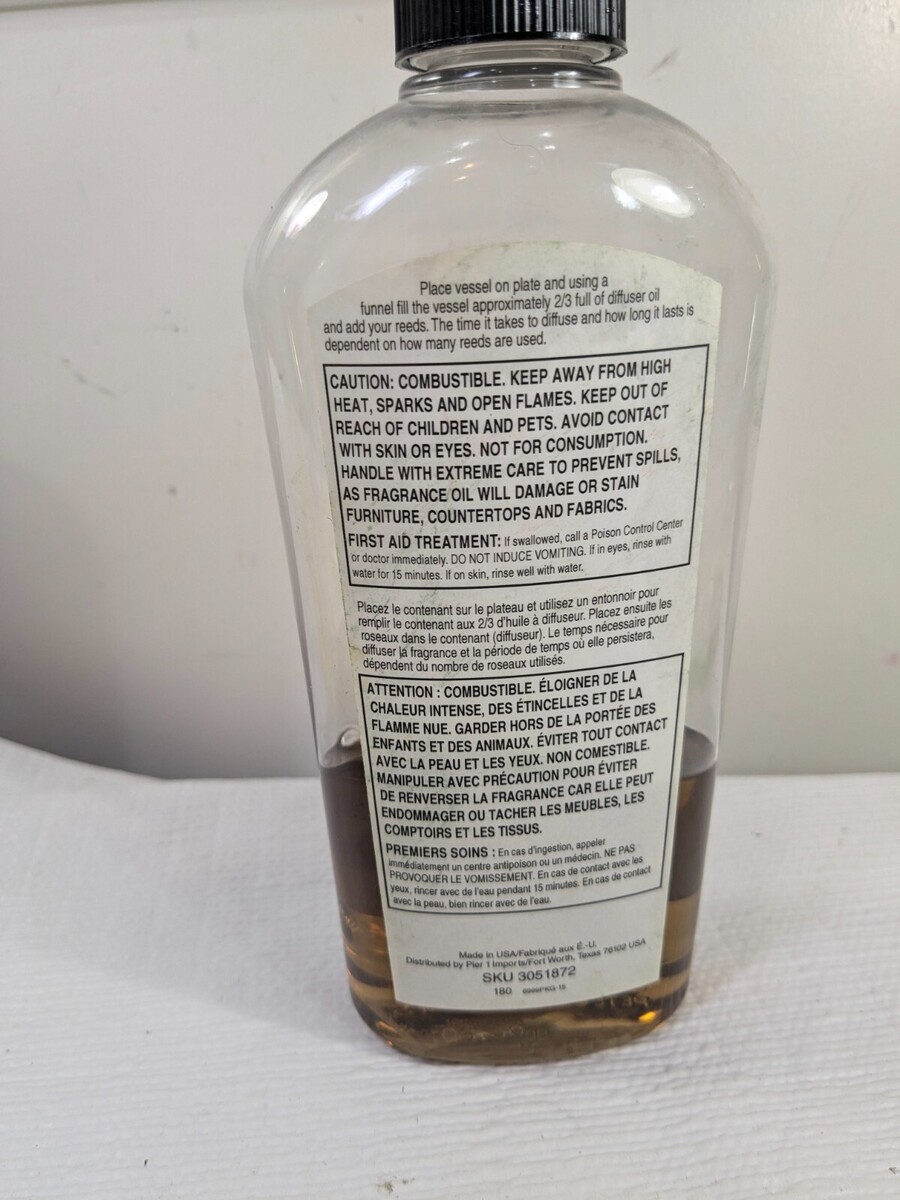 Place vessel on plate and using a
funnel fill the vessel approximately 2/3 full of diffuser oil
and add your reeds. The time it takes to diffuse and how long it lasts is
dependent on how many reeds are used.
CAUTION: COMBUSTIBLE. KEEP AWAY FROM HIGH
HEAT, SPARKS AND OPEN FLAMES. KEEP OUT OF
REACH OF CHILDREN AND PETS. AVOID CONTACT
WITH SKIN OR EYES. NOT FOR CONSUMPTION.
HANDLE WITH EXTREME CARE TO PREVENT SPILLS,
AS FRAGRANCE OIL WILL DAMAGE OR STAIN
FURNITURE, COUNTERTOPS AND FABRICS.
FIRST AID TREATMENT: If swallowed, call a Poison Control Center
or doctor immediately. DO NOT INDUCE VOMITING. If in eyes, rinse with
water for 15 minutes. If on skin, rinse well with water.
Placez le contenant sur le plateau et utilisez un entonnoir pour
remplir le contenant aux 2/3 d'huile à diffuseur. Placez ensuite les
roseaux dans le contenant (diffuseur). Le temps nécessaire pour
diffuser la fragrance et la période de temps où elle persistera,
dépendent du nombre de roseaux utilisés.
ATTENTION : COMBUSTIBLE. ÉLOIGNER DE LA
CHALEUR INTENSE, DES ÉTINCELLES ET DE LA
FLAMME NUE. GARDER HORS DE LA PORTÉE DES
ENFANTS ET DES ANIMAUX. ÉVITER TOUT CONTACT
AVEC LA PEAU ET LES YEUX. NON COMESTIBLE.
MANIPULER AVEC PRÉCAUTION POUR ÉVITER
DE RENVERSER LA FRAGRANCE CAR ELLE PEUT
ENDOMMAGER OU TACHER LES MEUBLES, LES
COMPTOIRS ET LES TISSUS.
PREMIERS SOINS : En cas d'ingestion, appeler
immédiatement un centre antipoison ou un médecin. NE PAS
PROVOQUER LE VOMISSEMENT. En cas de contact avec les
yeux, rincer avec de l'eau pendant 15 minutes. En cas de contact
avec la peau, bien rincer avec de l'eau.
Made in USA/Fabriqué aux É.-U.
Distributed by Pier 1 Imports/Fort Worth, Texas 76102 USA
SKU 3051872
180